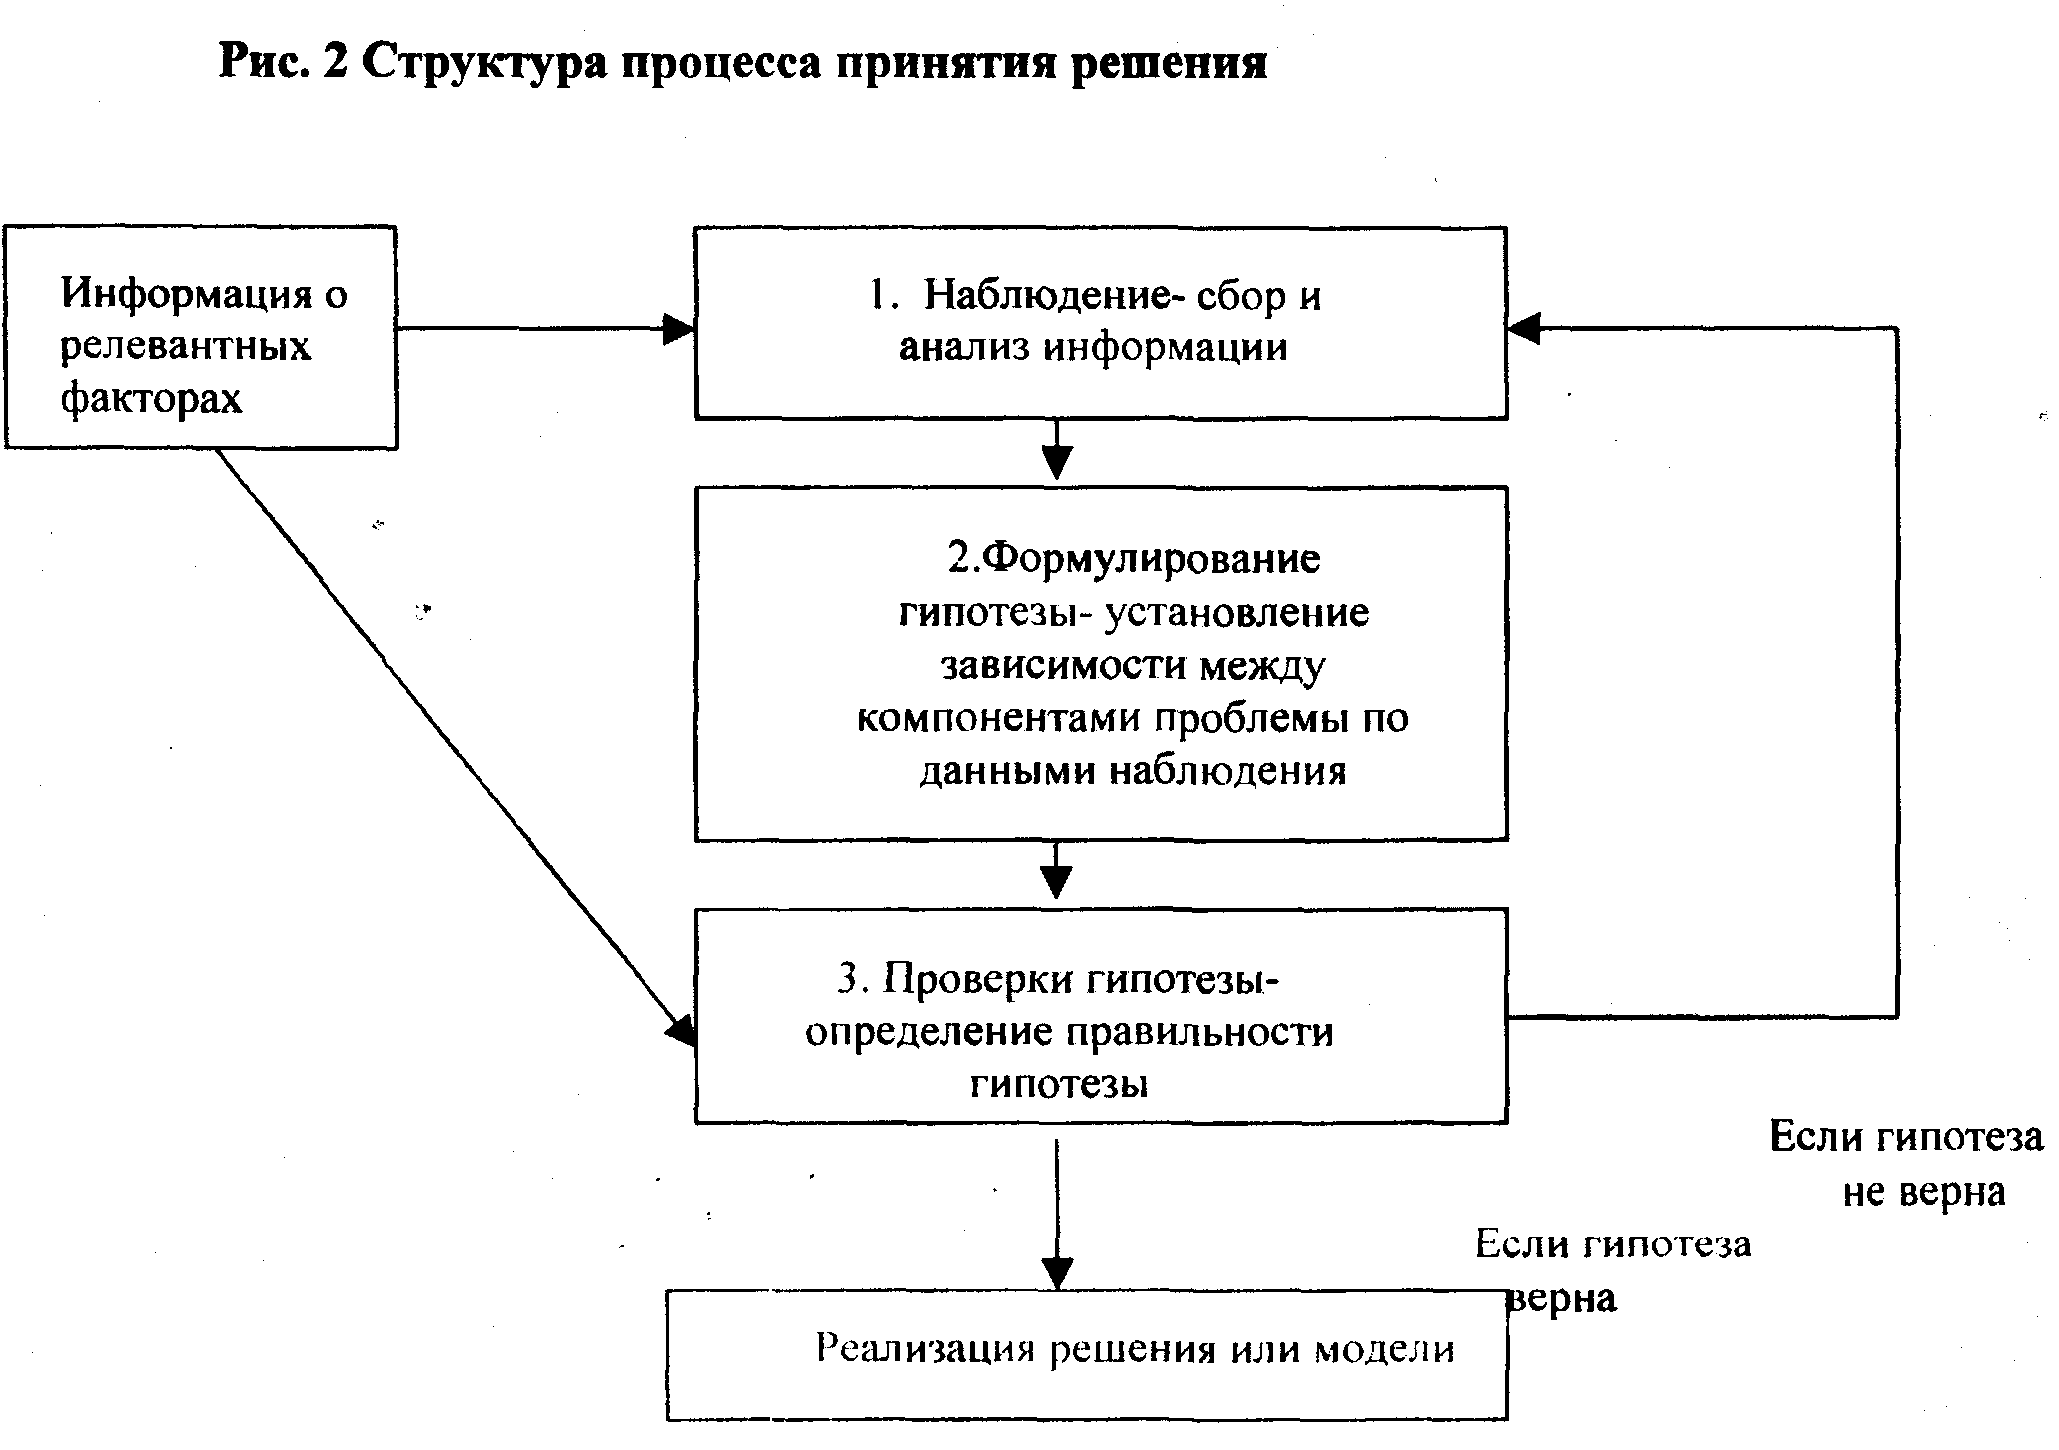 Рис. 2 Структура процесса принятия решения
Информация о
релевантных
факторах
1. Наблюдение- сбор и
анализ информации
2.Формулирование
гипотезы- установление
зависимости между
компонентами проблемы по
данными наблюдения
3. Проверки гипотезы-
определение правильности
гипотезы
Если гипотеза
не верна
Если гипотеза
верна
Реализация решения или модели